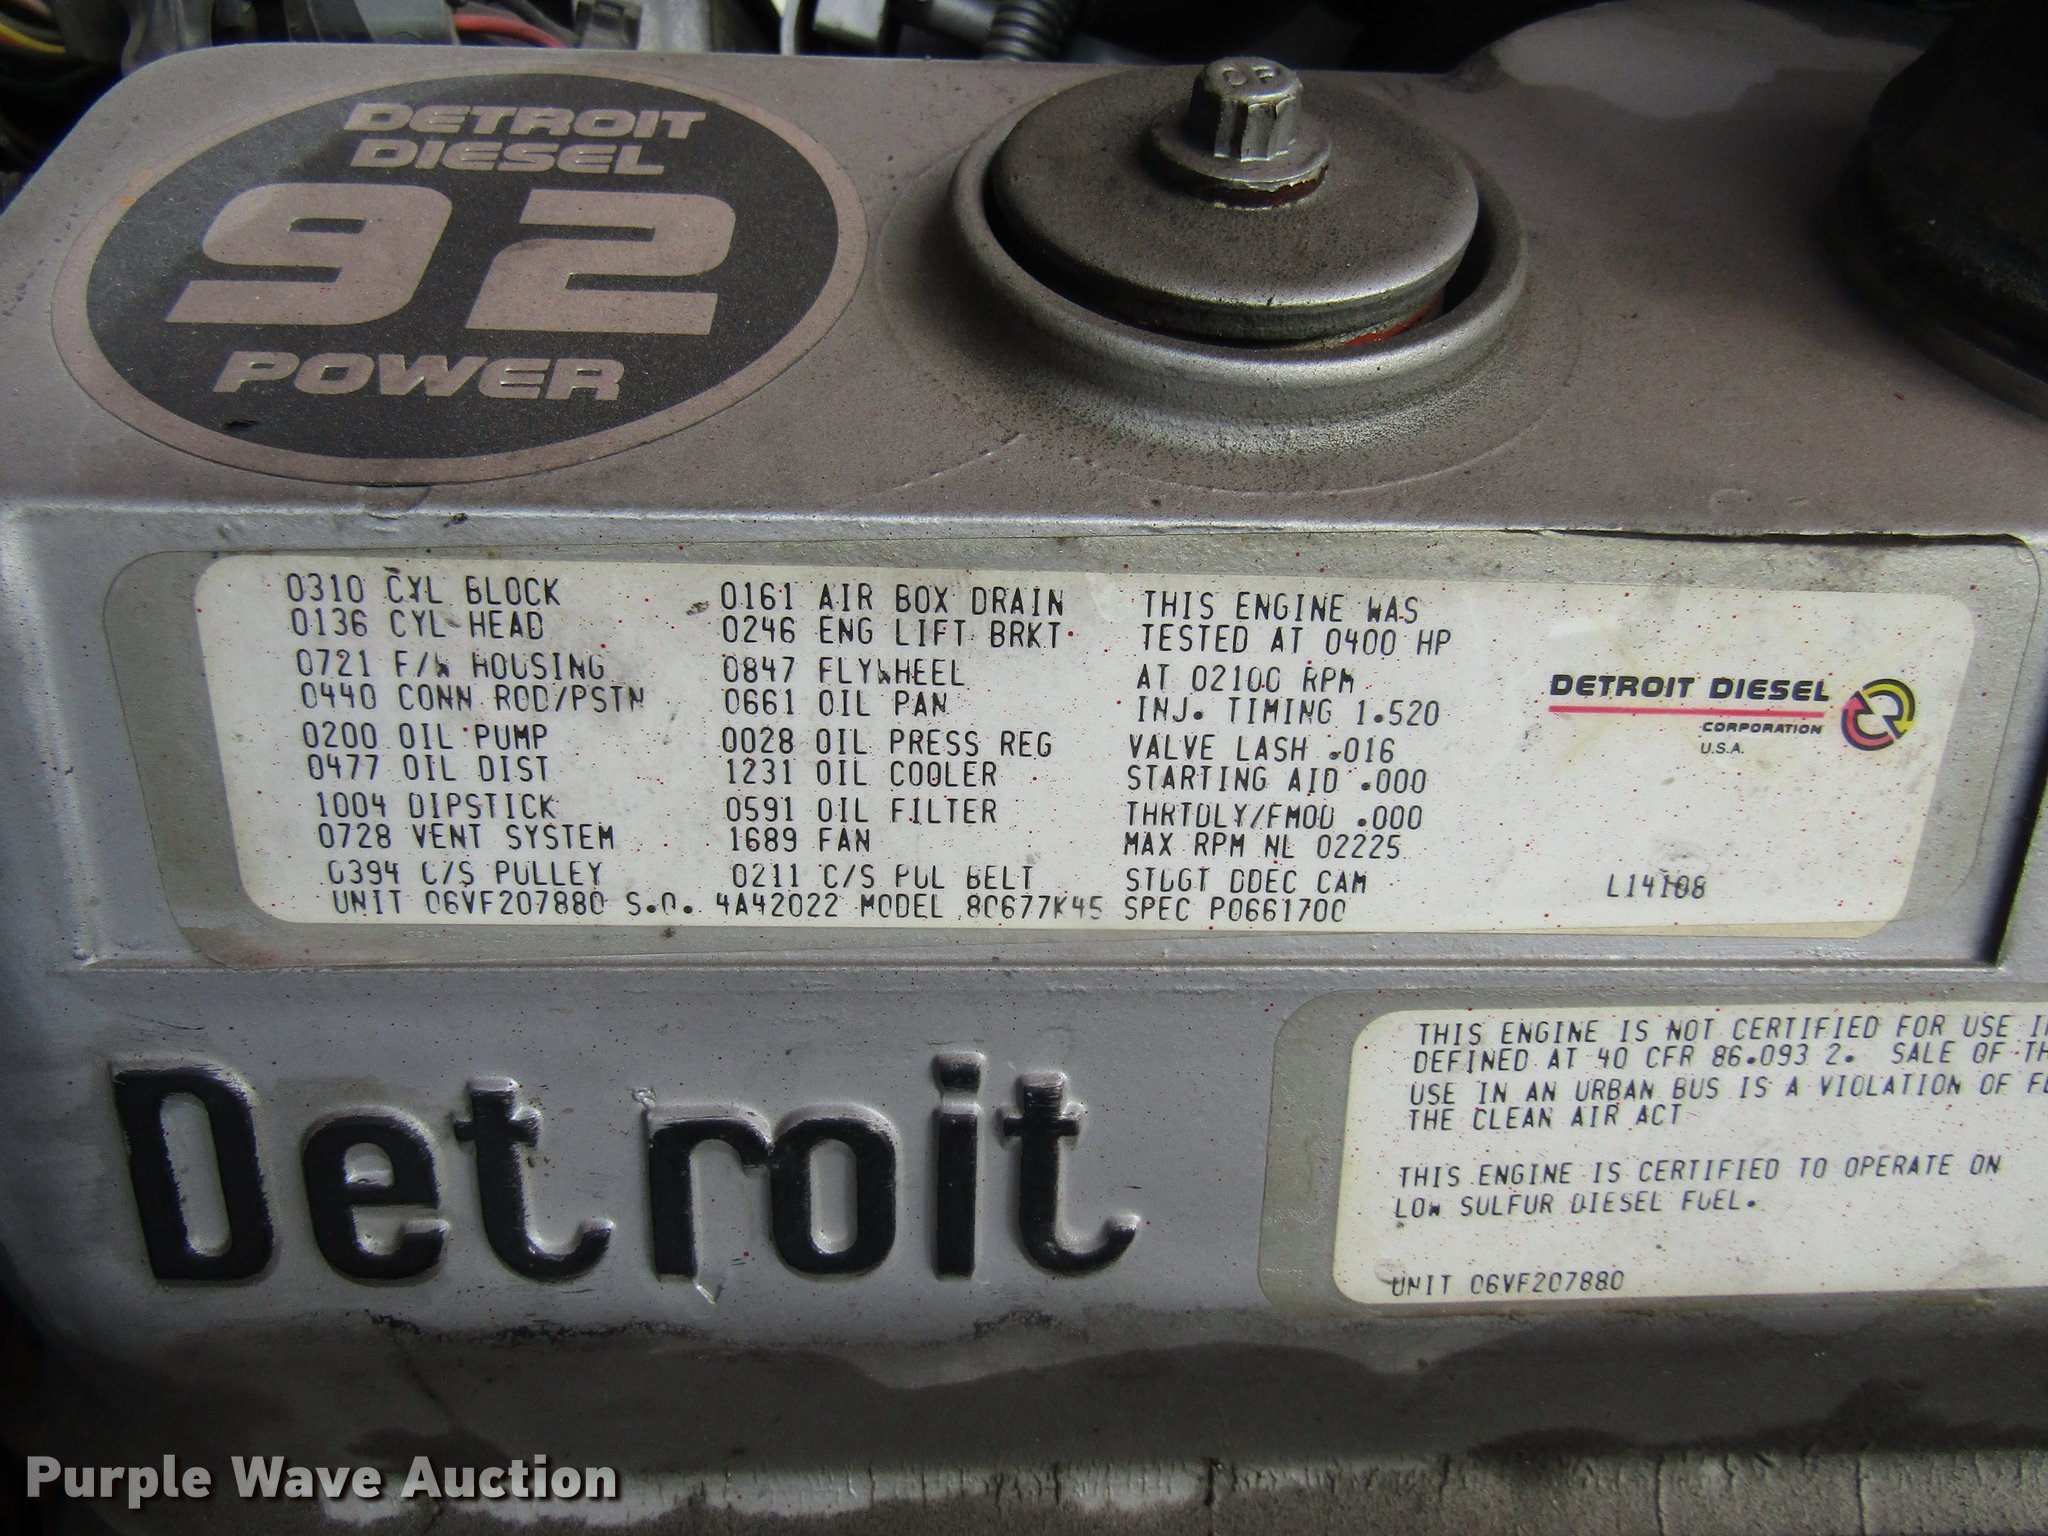 CP
DETROIT
DIESEL
92
POWER
0310 CYL BLOCK
0136 CYL HEAD
0721 F/W HOUSING
0440 CONN ROD/PSTN
0200 OIL PUMP
0477 OIL DIST
1004 DIPSTICK
0728 VENT SYSTEM
0394 C/S PULLEY
0161 AIR BOX DRAIN
0246 ENG LIFT BRKT
0847 FLYWHEEL
0661 OIL PAN
0028 OIL PRESS REG
1231 OIL COOLER
0591 OIL FILTER
1689 FAN
0211 C/S PUL BELT
THIS ENGINE WAS
TESTED AT 0400 HP
AT 02100 RPM
INJ. TIMING 1.520
VALVE LASH .016
STARTING AID .000
THRTDLY/FMOD .000
MAX RPM NL 02225
STDGT DDEC CAM
UNIT 06VF207880 S.O. 4A42022 MODEL 80677K45 SPEC P0661700
DETROIT DIESEL
CORPORATION
U.S.A.
L14108
Detroit
THIS ENGINE IS NOT CERTIFIED FOR USE
DEFINED AT 40 CFR 86.093 2. SALE OF
USE IN AN URBAN BUS IS A VIOLATION OF
THE CLEAN AIR ACT
THIS ENGINE IS CERTIFIED TO OPERATE ON
LOW SULFUR DIESEL FUEL.
UNIT 06VF207880
Purple Wave Auction